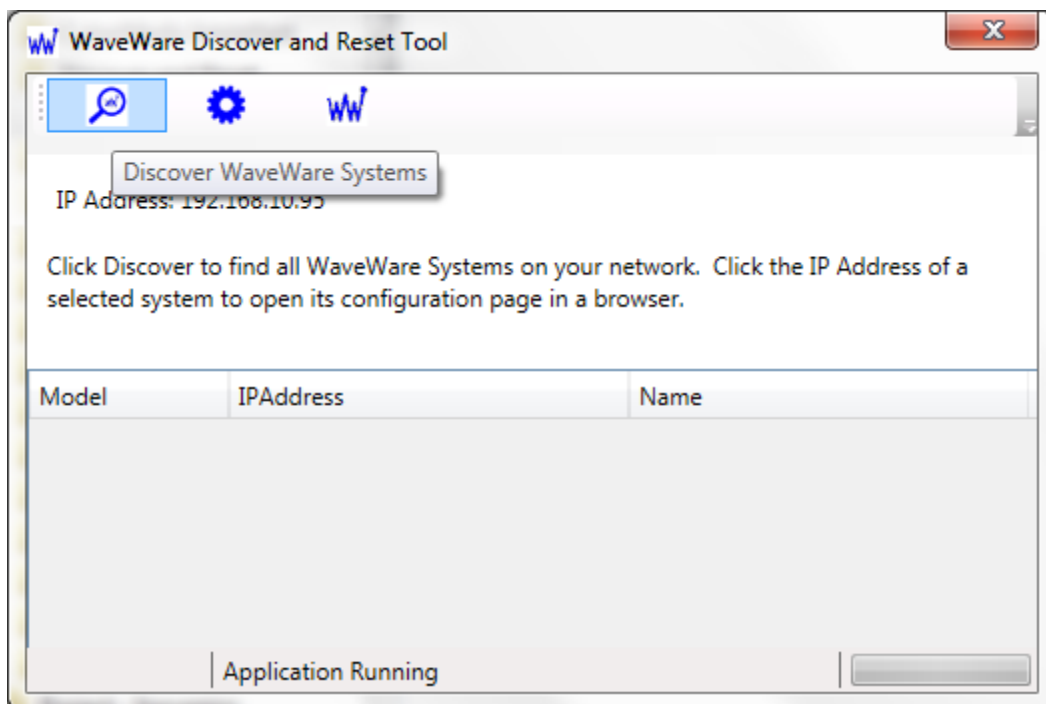 WaveWare Discover and Reset Tool
Discover WaveWare Systems
IP Address: 192.168.10.95
Click Discover to find all WaveWare Systems on your network. Click the IP Address of a
selected system to open its configuration page in a browser.
Model IPAddress Name
Application Running